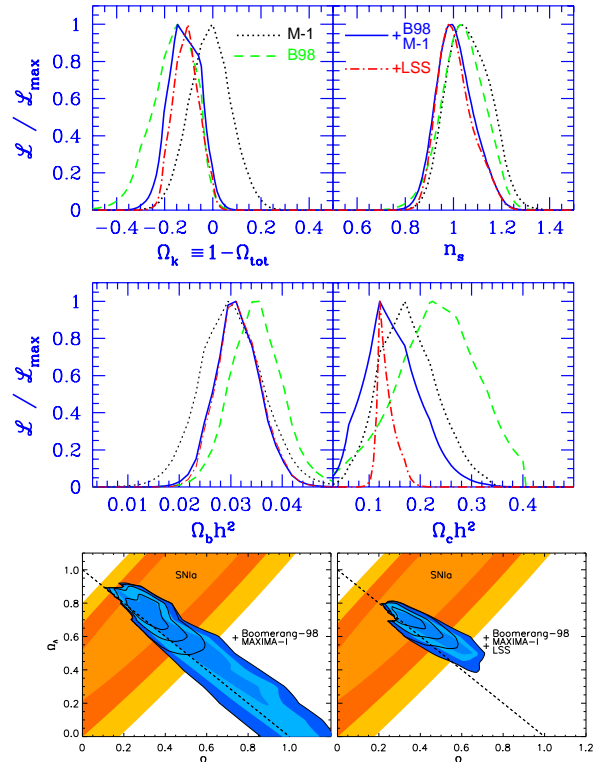 M-1
B98
+B98
M-1
+LSS
ℒ / ℒmax
1
0.8
0.6
0.4
0.2
0
−0.4 −0.2 0 0.2 0.4
0.6 0.8 1 1.2 1.4
Ωk ≡ 1−Ωtot
ns
ℒ / ℒmax
1
0.8
0.6
0.4
0.2
0
0.01 0.02 0.03 0.04
0.1 0.2 0.3 0.4
Ωbh²
Ωch²
1.0
0.8
0.6
0.4
0.2
0.0
ΩΛ
SNIa
+ Boomerang−98
MAXIMA−I
0 0.2 0.4 0.6 0.8 1.0
SNIa
+ Boomerang−98
+ MAXIMA−I
+ LSS
0 0.2 0.4 0.6 0.8 1.0 1.2